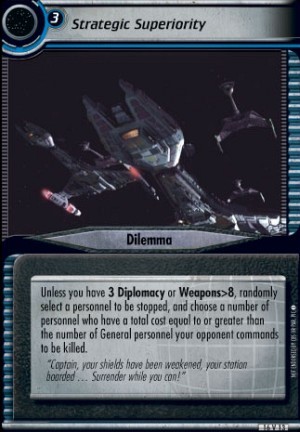 3
Strategic Superiority
Dilemma
Unless you have 3 Diplomacy or Weapons>8, randomly
select a personnel to be stopped, and choose a number of
personnel who have a total cost equal to or greater than
the number of General personnel your opponent commands
to be killed.
"Captain, your shields have been weakened, your station
boarded ... Surrender while you can!"